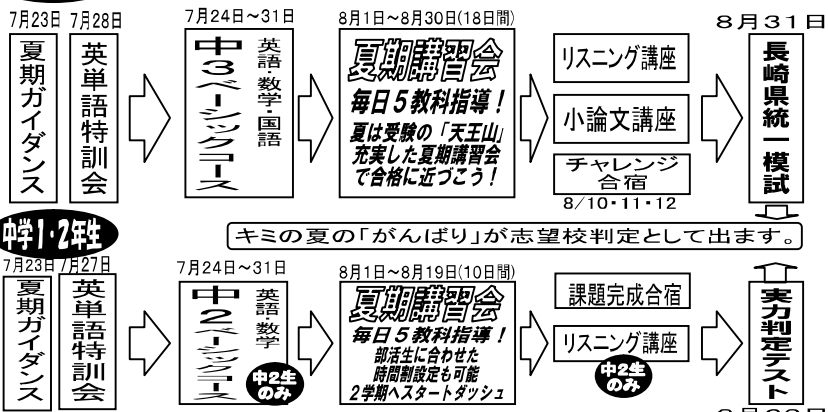 7月23日
夏期ガイダンス
7月28日
英単語特訓会
7月24日～31日
中3ベーシックコース
英語・数学・国語
8月1日～8月30日(18日間)
夏期講習会
毎日5教科指導！
夏は受験の「天王山」
充実した夏期講習会
で合格に近づこう！
リスニング講座
小論文講座
チャレンジ
合宿
8/10・11・12
8月31日
長崎県統一模試
キミの夏の「がんばり」が志望校判定として出ます。
中学1・2年生
7月23日
夏期ガイダンス
7月27日
英単語特訓会
7月24日～31日
中2ベーシックコース
英語・数学
中2生
のみ
8月1日～8月19日(10日間)
夏期講習会
毎日5教科指導！
部活生に合わせた
時間割設定も可能
2学期へスタートダッシュ
課題完成合宿
リスニング講座
中2生
のみ
実力判定テスト